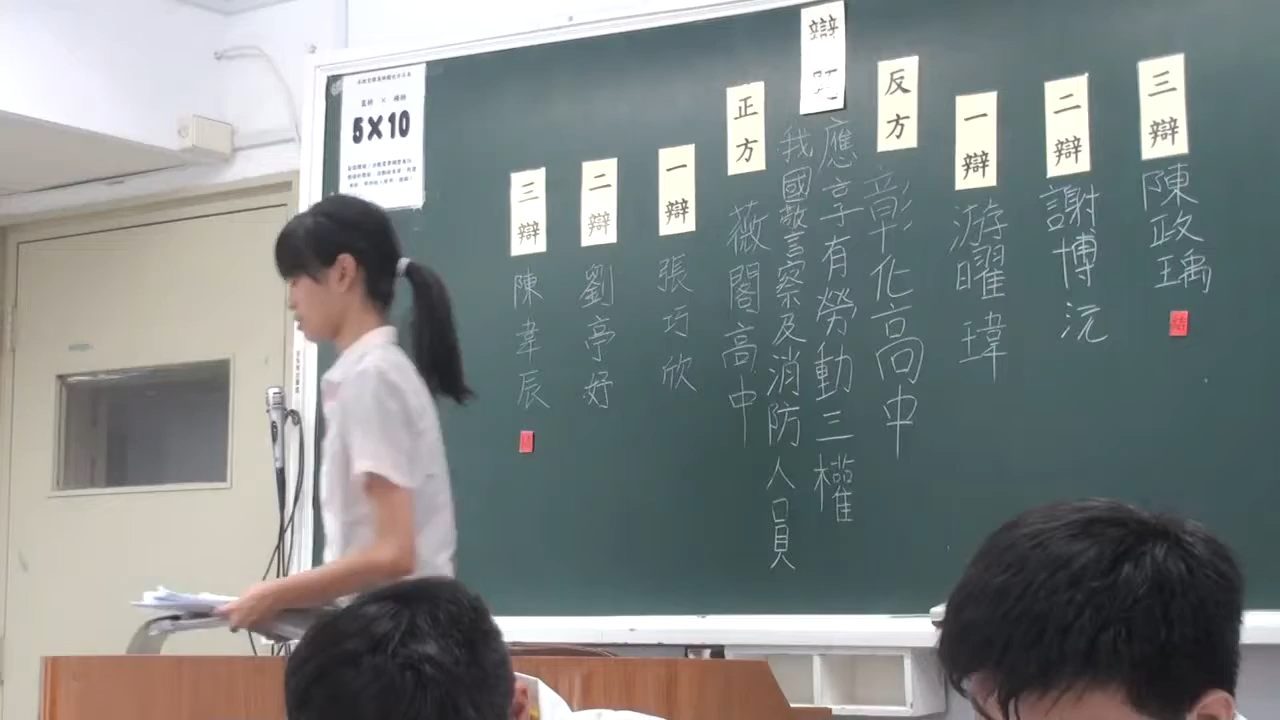 5×10
辯題
我國警察及消防人員
應享有勞動三權
正方
薇閣高中
一辯
張巧欣
二辯
劉亭妤
三辯
陳韋辰
結
反方
彰化高中
一辯
游曜瑋
二辯
謝博沅
三辯
陳政瑀
結